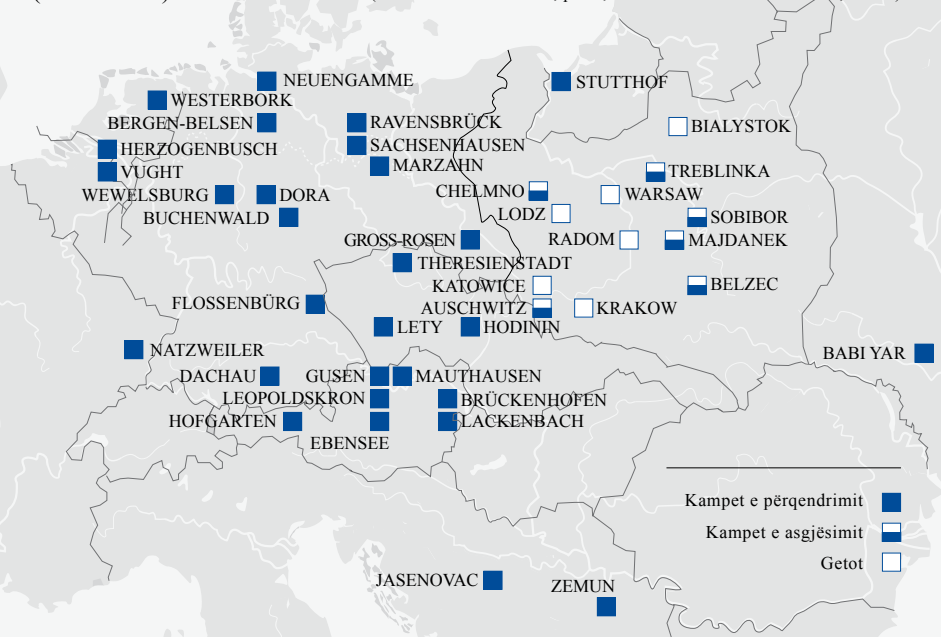 NEUENGAMME
STUTTHOF
WESTERBORK
BERGEN-BELSEN
RAVENSBRÜCK
BIALYSTOK
HERZOGENBUSCH
SACHSENHAUSEN
MARZAHN
VUGHT
TREBLINKA
WEWELSBURG
DORA
CHELMNO
WARSAW
BUCHENWALD
LODZ
SOBIBOR
GROSS-ROSEN
RADOM
MAJDANEK
THERESIENSTADT
KATOWICE
BELZEC
FLOSSENBÜRG
AUSCHWITZ
KRAKOW
LETY
HODININ
NATZWEILER
BABI YAR
DACHAU
GUSEN
MAUTHAUSEN
LEOPOLDSKRON
BRÜCKENHOFEN
HOFGARTEN
LACKENBACH
EBENSEE
Kampet e përqendrimit
Kampet e asgjësimit
Getot
JASENOVAC
ZEMUN